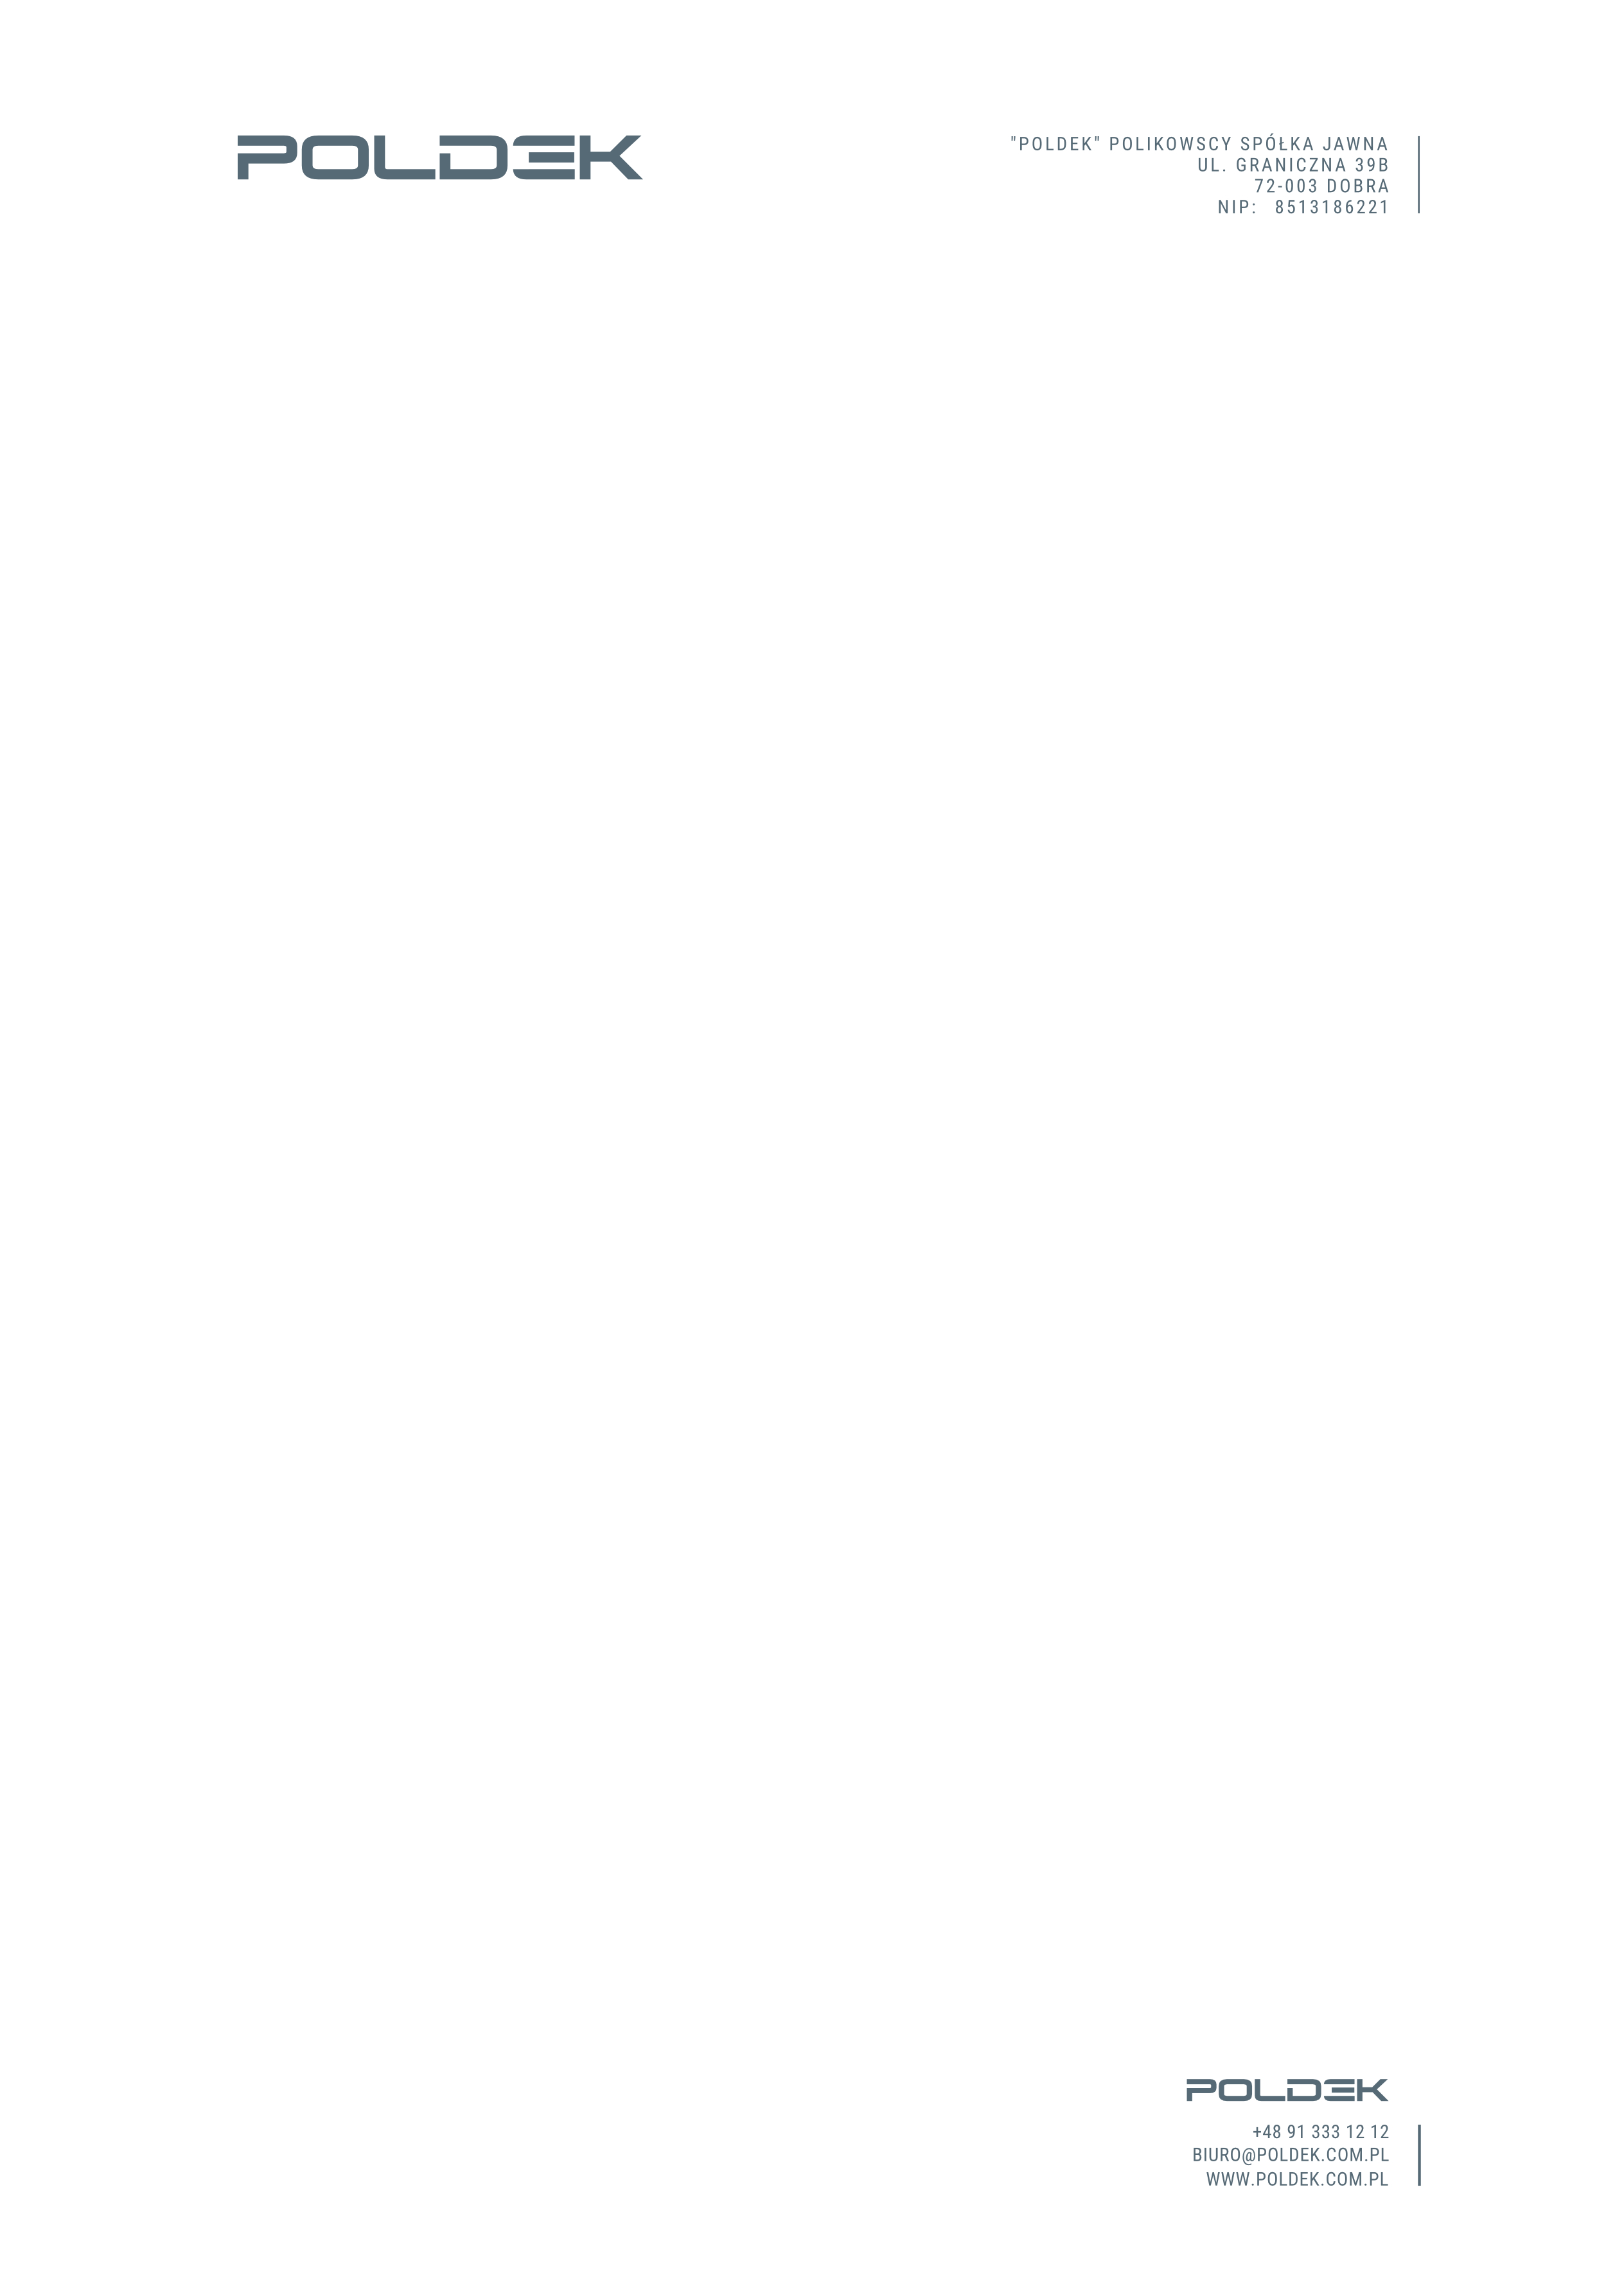 POLDEK
"POLDEK" POLIKOWSCY SPÓŁKA JAWNA
UL. GRANICZNA 39B
72-003 DOBRA
NIP: 8513186221
POLDEK
+48 91 333 12 12
BIURO@POLDEK.COM.PL
WWW.POLDEK.COM.PL